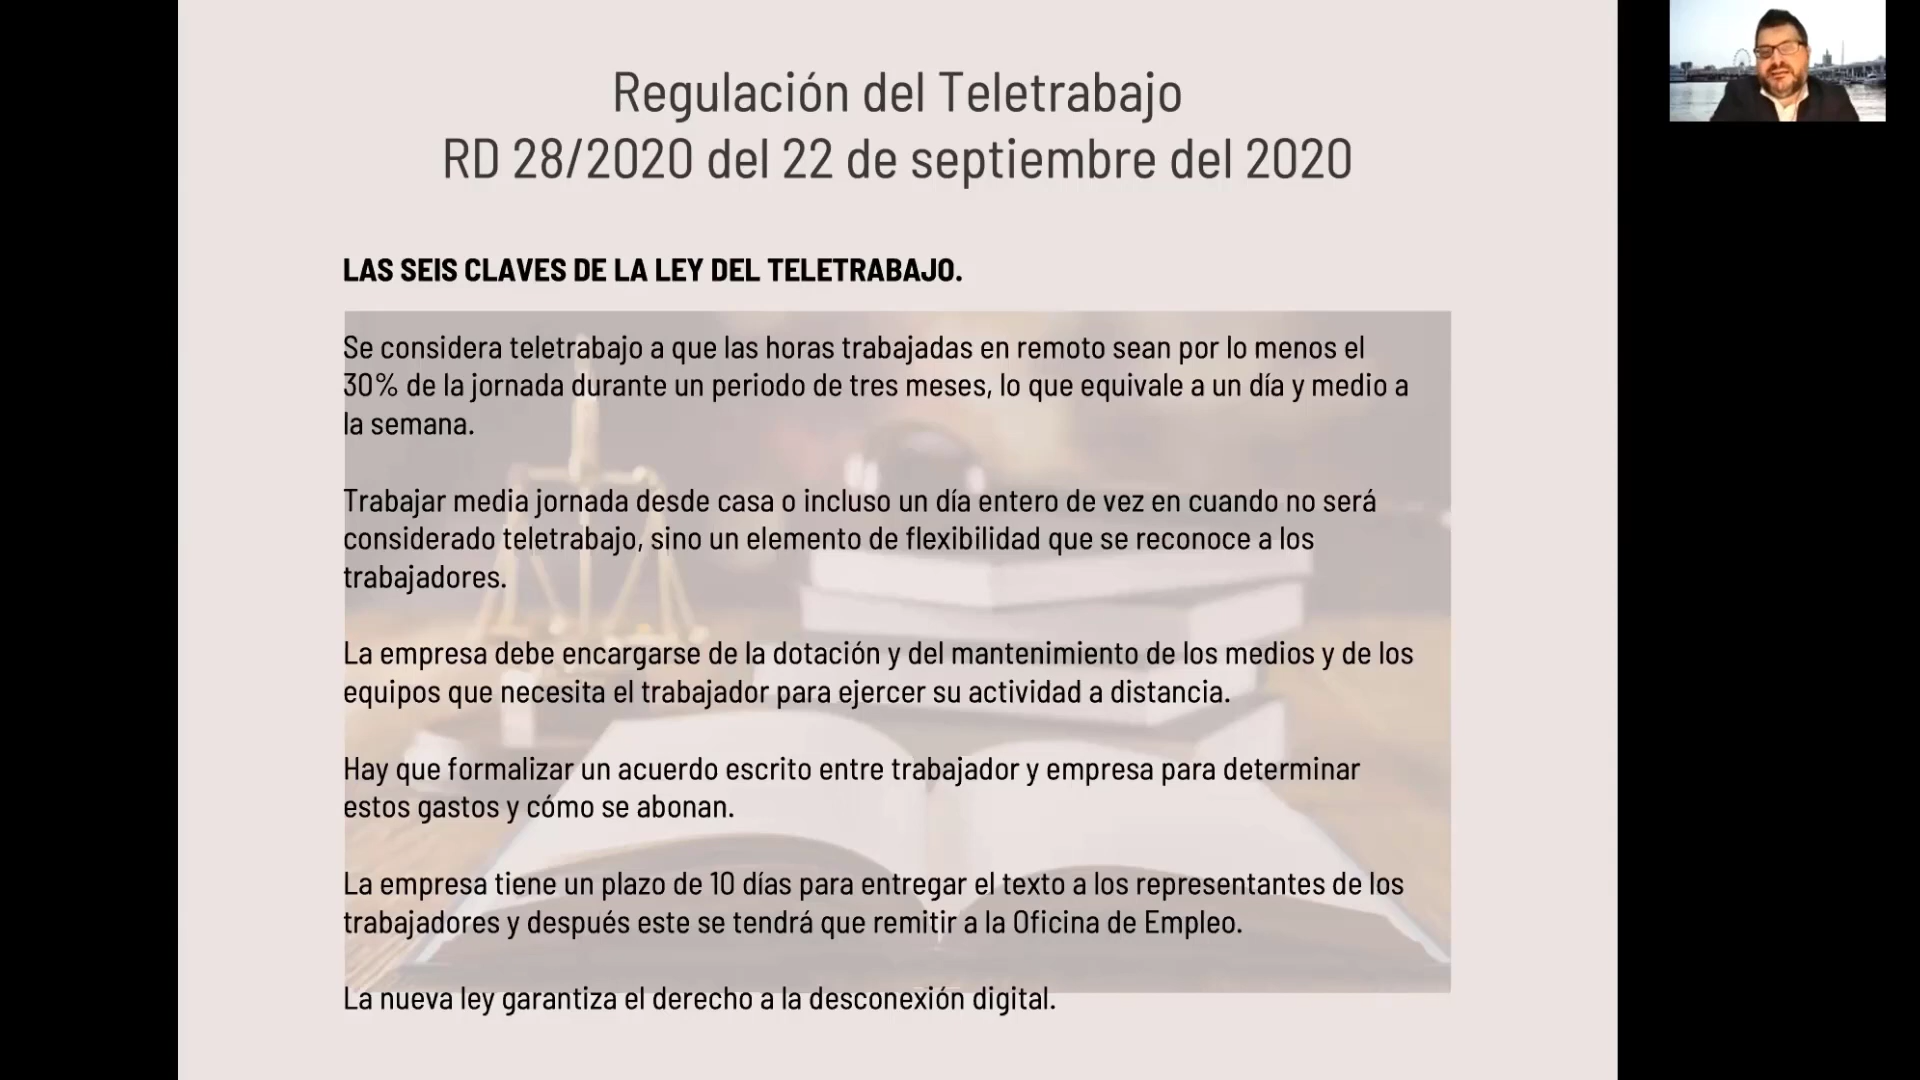 Regulación del Teletrabajo
RD 28/2020 del 22 de septiembre del 2020
LAS SEIS CLAVES DE LA LEY DEL TELETRABAJO.
Se considera teletrabajo a que las horas trabajadas en remoto sean por lo menos el
30% de la jornada durante un periodo de tres meses, lo que equivale a un día y medio a
la semana.
Trabajar media jornada desde casa o incluso un día entero de vez en cuando no será
considerado teletrabajo, sino un elemento de flexibilidad que se reconoce a los
trabajadores.
La empresa debe encargarse de la dotación y del mantenimiento de los medios y de los
equipos que necesita el trabajador para ejercer su actividad a distancia.
Hay que formalizar un acuerdo escrito entre trabajador y empresa para determinar
estos gastos y cómo se abonan.
La empresa tiene un plazo de 10 días para entregar el texto a los representantes de los
trabajadores y después este se tendrá que remitir a la Oficina de Empleo.
La nueva ley garantiza el derecho a la desconexión digital.